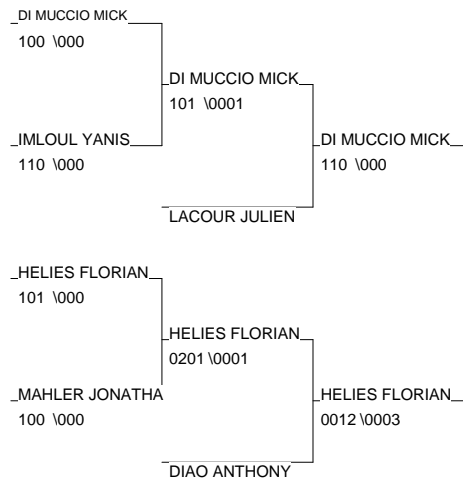 DI MUCCIO MICK
100 \000
DI MUCCIO MICK
101 \0001
IMLOUL YANIS
110 \000
DI MUCCIO MICK
110 \000
LACOUR JULIEN
HELIES FLORIAN
101 \000
HELIES FLORIAN
0201 \0001
MAHLER JONATHA
100 \000
HELIES FLORIAN
0012 \0003
DIAO ANTHONY